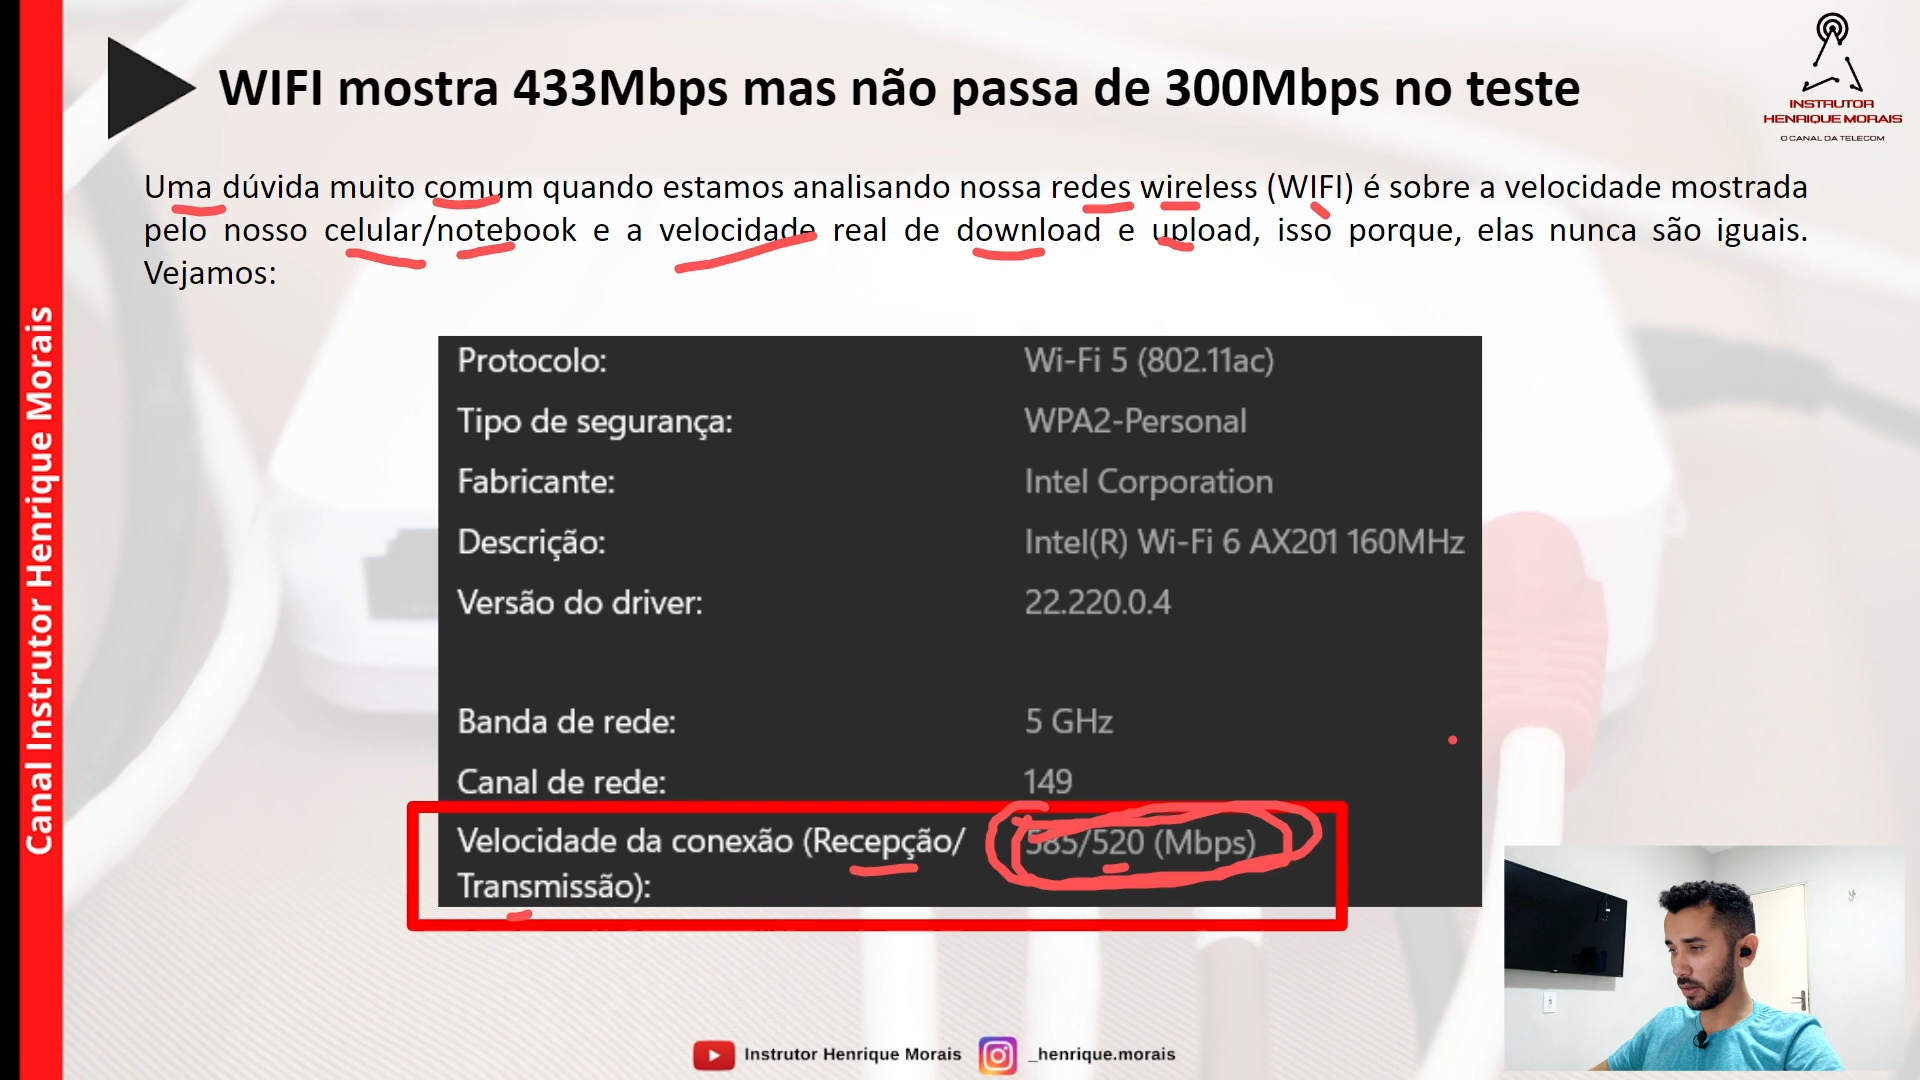 WIFI mostra 433Mbps mas não passa de 300Mbps no teste
INSTRUTOR
HENRIQUE MORAIS
O CANAL DA TELECOM
Canal Instrutor Henrique Morais
Uma dúvida muito comum quando estamos analisando nossa redes wireless (WIFI) é sobre a velocidade mostrada
pelo nosso celular/notebook e a velocidade real de download e upload, isso porque, elas nunca são iguais.
Vejamos:
Protocolo: Wi-Fi 5 (802.11ac)
Tipo de segurança: WPA2-Personal
Fabricante: Intel Corporation
Descrição: Intel(R) Wi-Fi 6 AX201 160MHz
Versão do driver: 22.220.0.4
Banda de rede: 5 GHz
Canal de rede: 149
Velocidade da conexão (Recepção/ 585/520 (Mbps)
Transmissão):
Instrutor Henrique Morais _henrique.morais